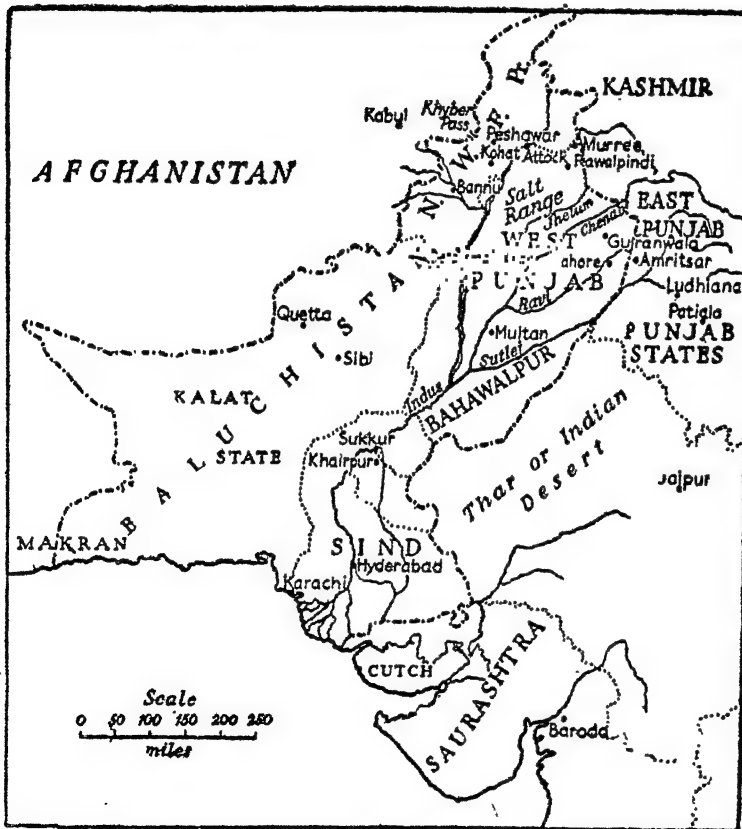 KASHMIR
Kabul
Khyber
Pass
N. W. F. Pr.
Peshawar
Murree
Kohat Attock
Rawalpindi
AFGHANISTAN
Bannu
Salt
Range
Jhelum
Chenab
EAST
PUNJAB
WEST
PUNJAB
Gujranwala
ahore
Amritsar
Ludhiana
Ravi
Patiala
PUNJAB
STATES
Quetta
Sibi
Multan
Sutlej
Indus
BAHAWALPUR
KALAT
STATE
BALUCHISTAN
Sukkur
Khairpur
Thar or Indian
Desert
Jaipur
MAKRAN
SIND
Hyderabad
Karachi
CUTCH
SAURASHTRA
Baroda
Scale
0 50 100 150 200 250
miles